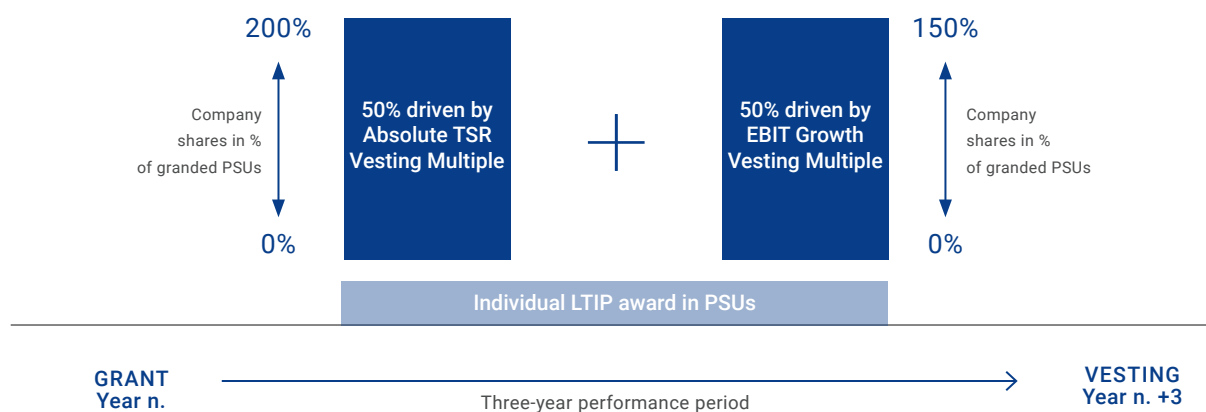 200%
Company
shares in %
of granded PSUs
0%
50% driven by
Absolute TSR
Vesting Multiple
50% driven by
EBIT Growth
Vesting Multiple
150%
Company
shares in %
of granded PSUs
0%
Individual LTIP award in PSUs
GRANT
Year n.
Three-year performance period
VESTING
Year n. +3